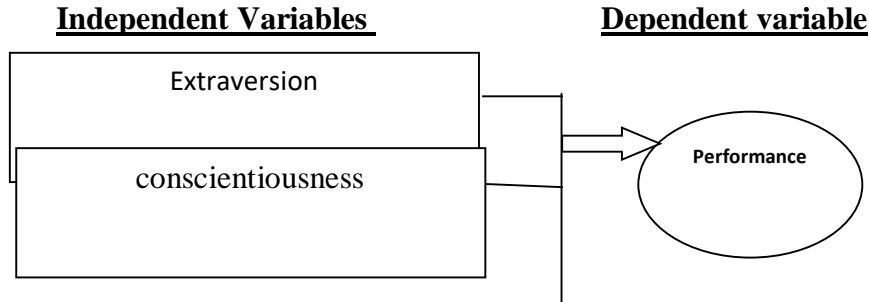 Independent Variables Dependent variable
Extraversion
conscientiousness
Performance